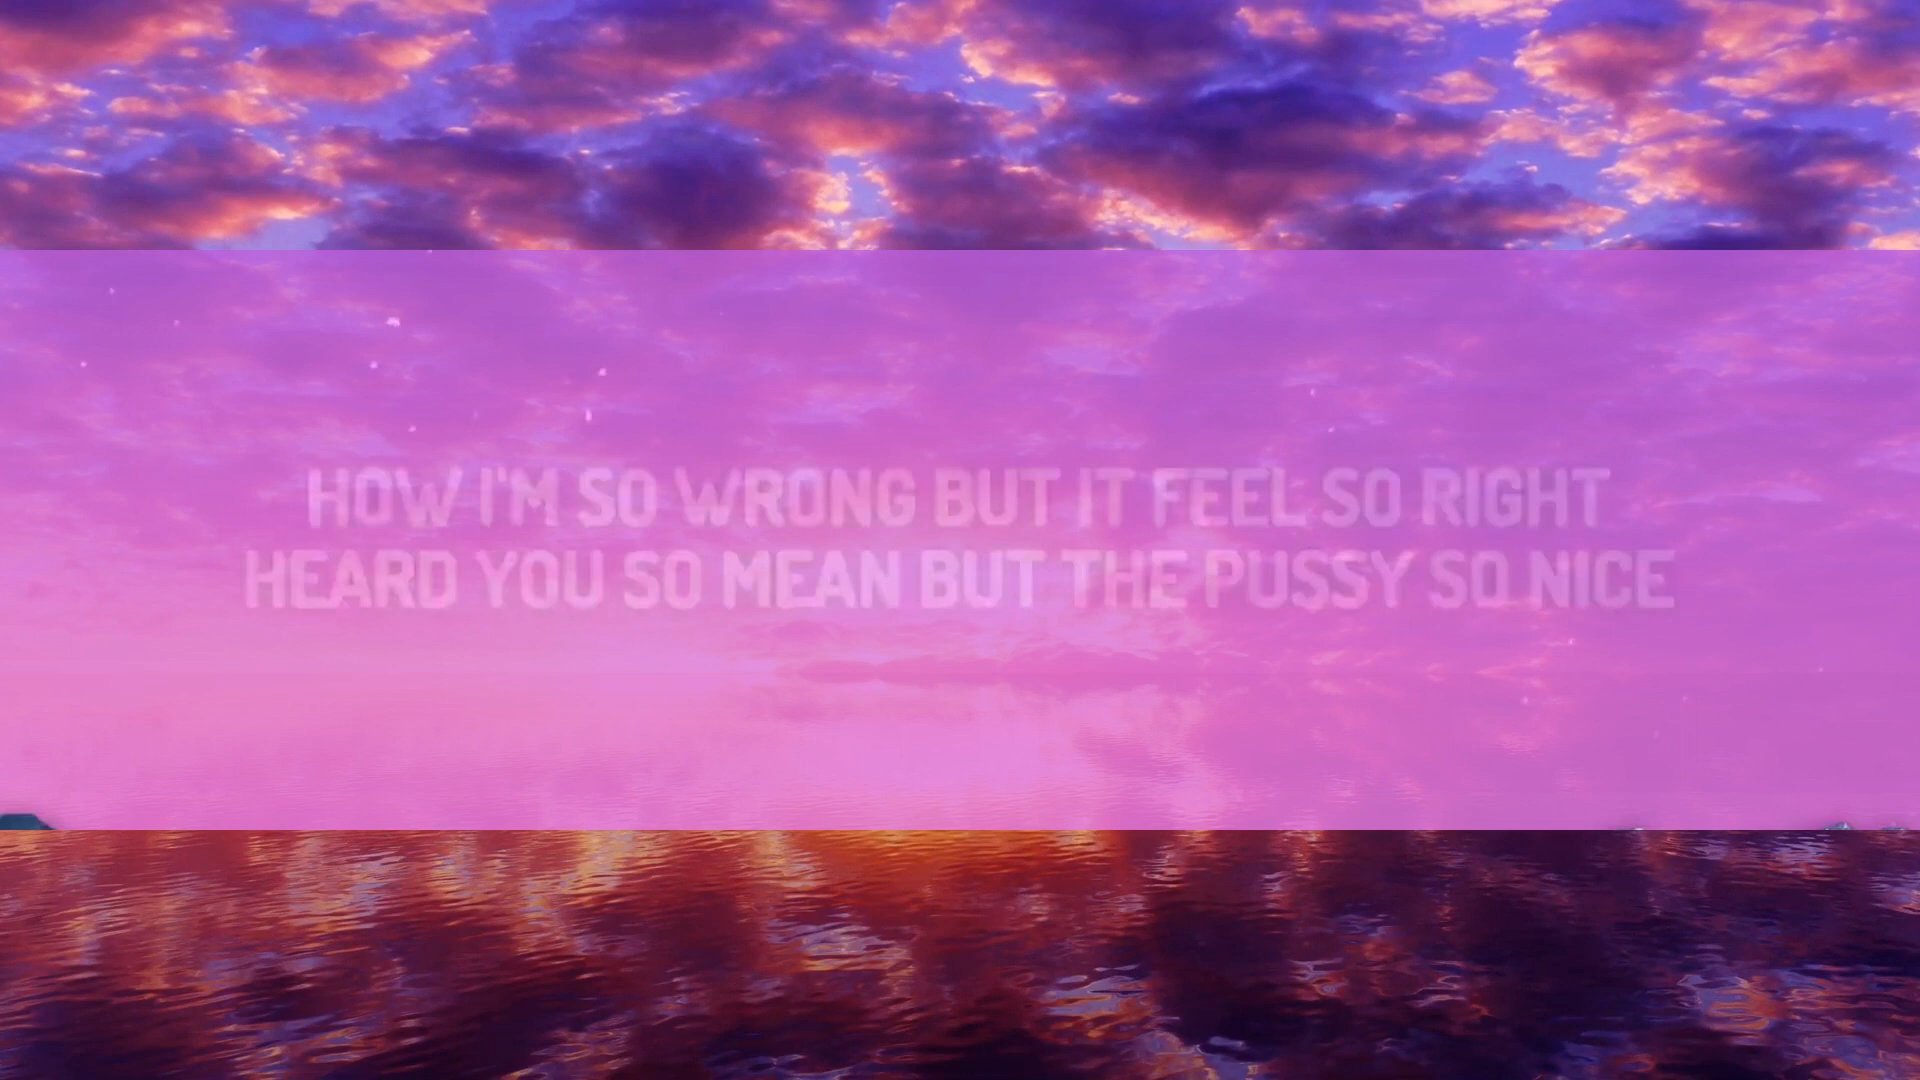 HOW I'M SO WRONG BUT IT FEEL SO RIGHT
HEARD YOU SO MEAN BUT THE PUSSY SO NICE